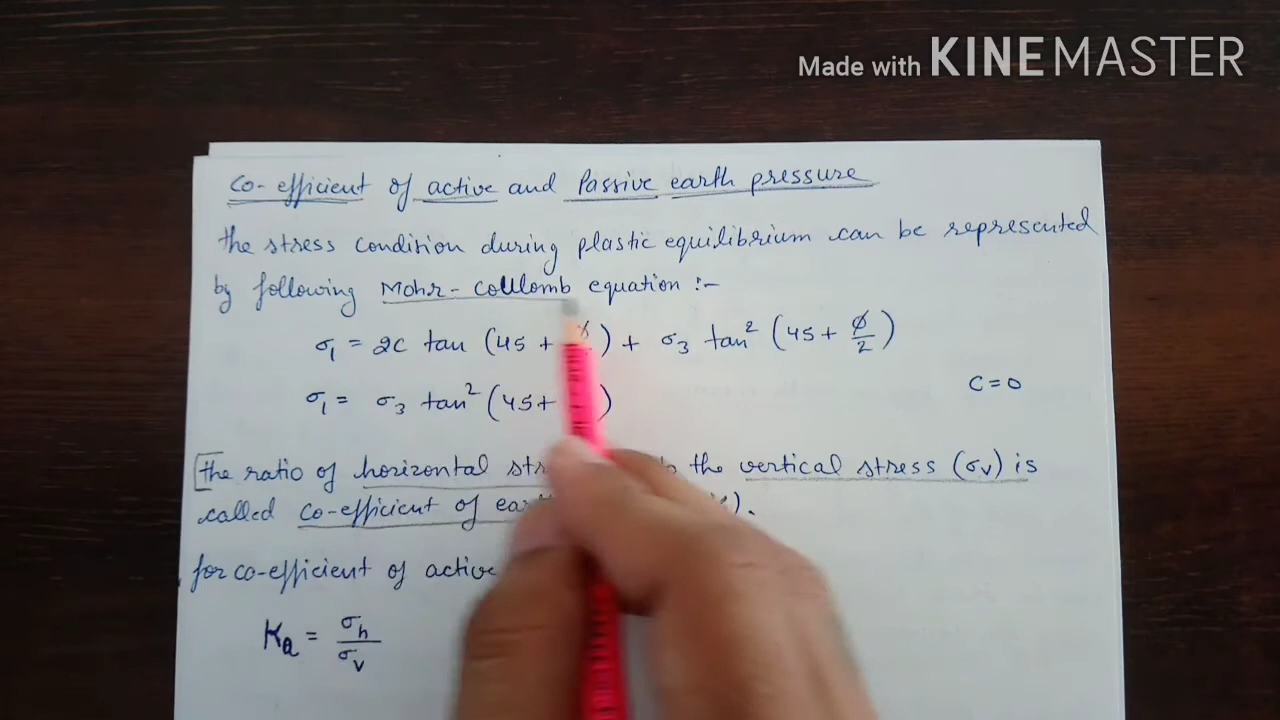 Made with KINEMASTER
Co-efficient of active and Passive earth pressure
the stress condition during plastic equilibrium can be represented
by following Mohr-Coulomb equation :-
σ₁ = 2c tan (45 + ) + σ₃ tan² (45 + ø/2)
σ₁ = σ₃ tan² (45+ )
c = 0
[the ratio of horizontal the vertical stress (σv) is
called co-efficient of
for co-efficient of active
Ka = σh/σv